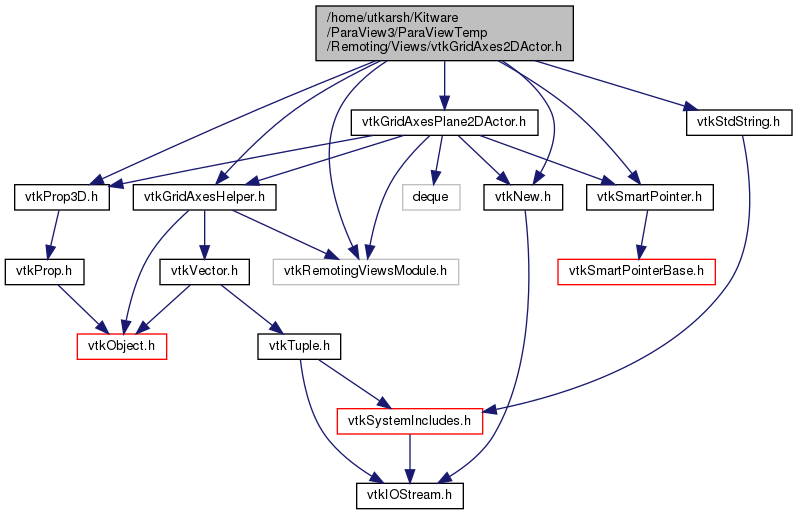 /home/utkarsh/Kitware
/ParaView3/ParaViewTemp
/Remoting/Views/vtkGridAxes2DActor.h
vtkGridAxesPlane2DActor.h
vtkStdString.h
vtkProp3D.h
vtkGridAxesHelper.h
deque
vtkNew.h
vtkSmartPointer.h
vtkProp.h
vtkVector.h
vtkRemotingViewsModule.h
vtkSmartPointerBase.h
vtkObject.h
vtkTuple.h
vtkSystemIncludes.h
vtkIOStream.h